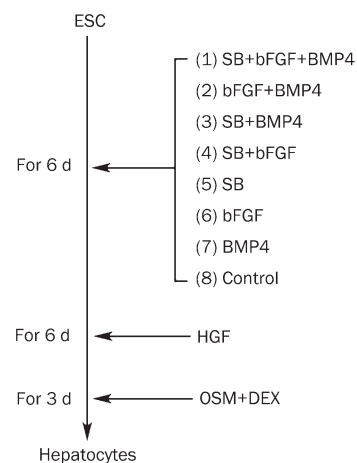 ESC
(1) SB+bFGF+BMP4
(2) bFGF+BMP4
(3) SB+BMP4
(4) SB+bFGF
For 6 d
(5) SB
(6) bFGF
(7) BMP4
(8) Control
For 6 d
HGF
For 3 d
OSM+DEX
Hepatocytes